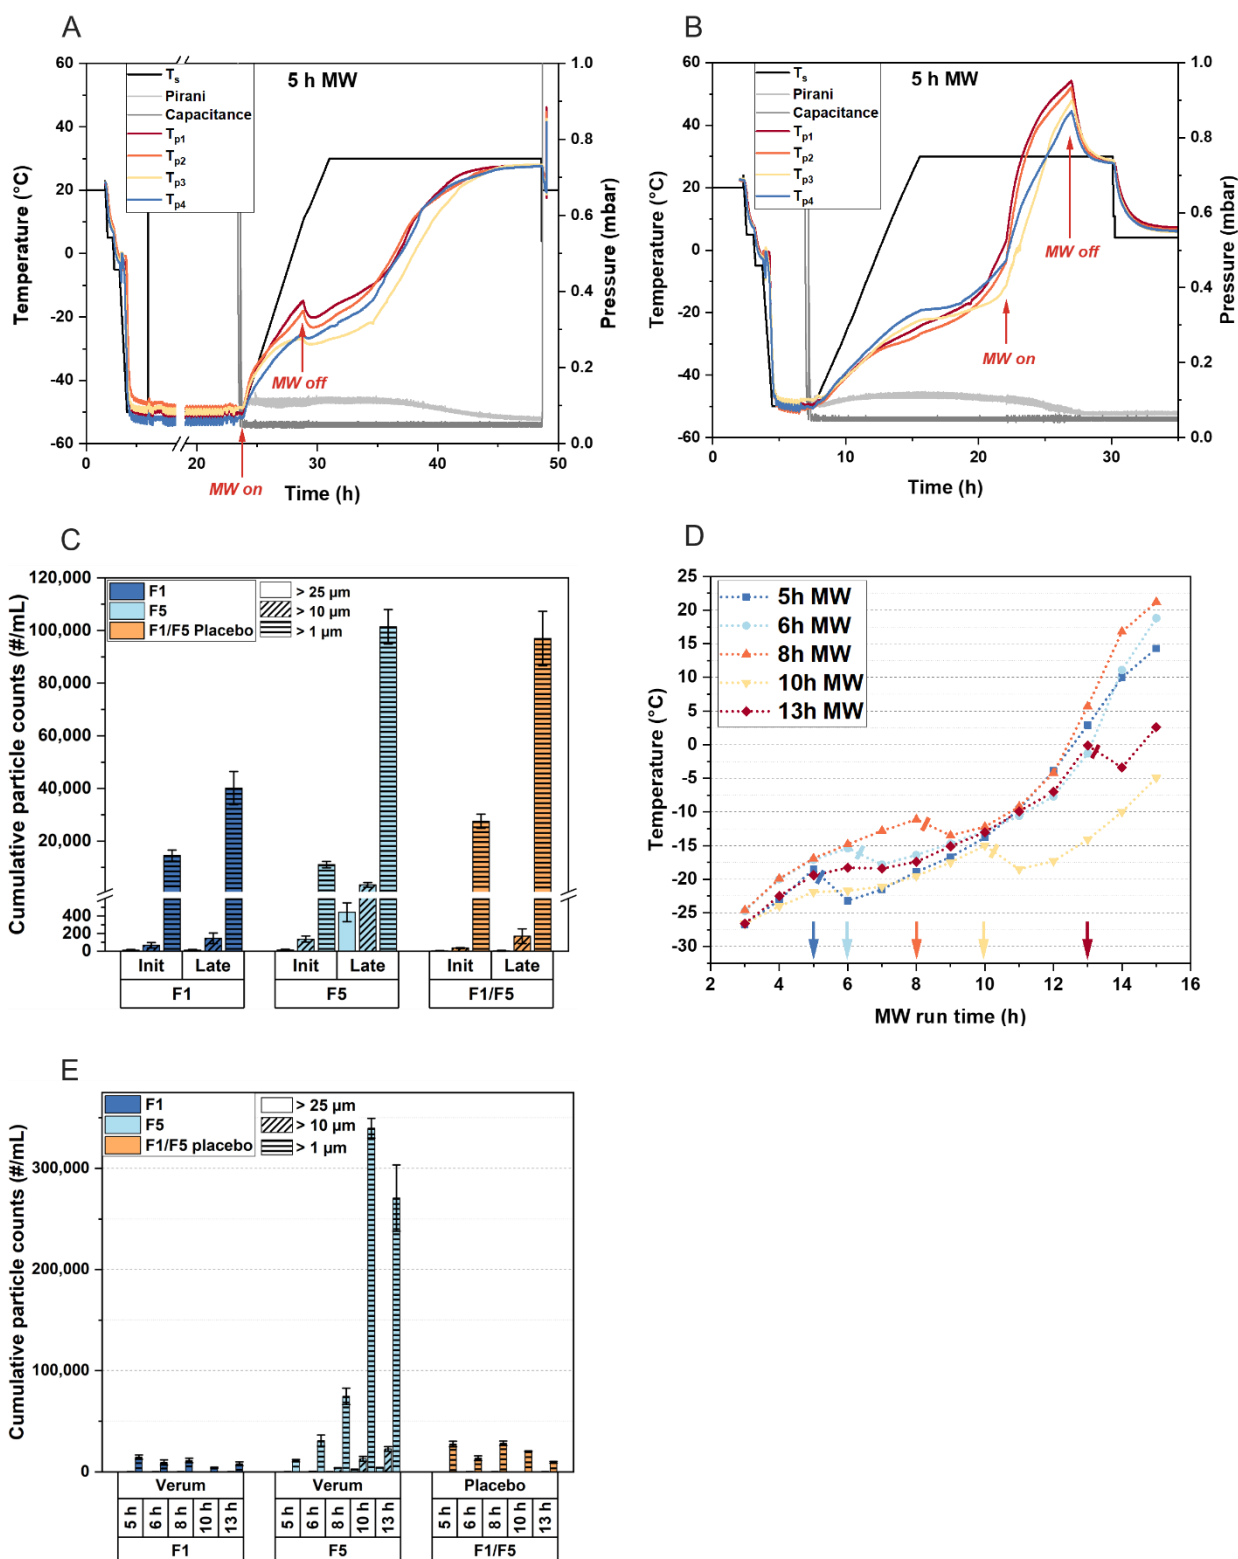 A
5 h MW
Temperature (°C)
Pressure (mbar)
60
40
20
0
-20
-40
-60
1.0
0.8
0.6
0.4
0.2
0.0
Ts
Pirani
Capacitance
Tp1
Tp2
Tp3
Tp4
MW off
MW on
0 20 30 40 50
Time (h)
B
5 h MW
Temperature (°C)
Pressure (mbar)
60
40
20
0
-20
-40
-60
1.0
0.8
0.6
0.4
0.2
0.0
Ts
Pirani
Capacitance
Tp1
Tp2
Tp3
Tp4
MW off
MW on
0 10 20 30
Time (h)
C
Cumulative particle counts (#/mL)
120,000
100,000
80,000
60,000
40,000
20,000
400
200
0
F1
F5
F1/F5 Placebo
> 25 µm
> 10 µm
> 1 µm
Init Late Init Late Init Late
F1 F5 F1/F5
D
Temperature (°C)
25
20
15
10
5
0
-5
-10
-15
-20
-25
-30
5h MW
6h MW
8h MW
10h MW
13h MW
2 4 6 8 10 12 14 16
MW run time (h)
E
Cumulative particle counts (#/mL)
300,000
200,000
100,000
0
F1
F5
F1/F5 placebo
> 25 µm
> 10 µm
> 1 µm
Verum Verum Placebo
5 h 6 h 8 h 10 h 13 h 5 h 6 h 8 h 10 h 13 h 5 h 6 h 8 h 10 h 13 h
F1 F5 F1/F5